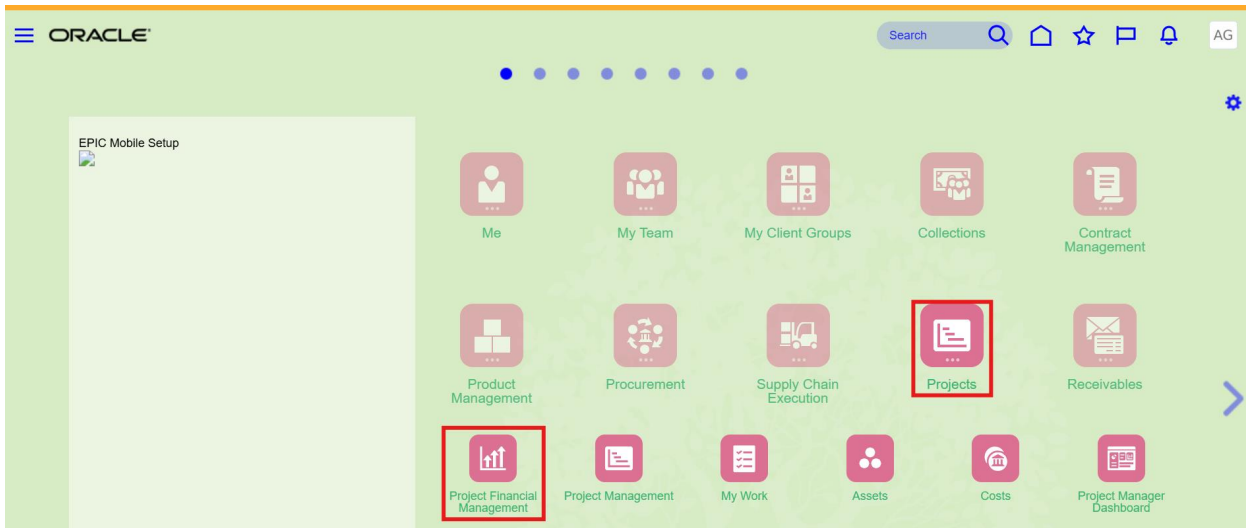 ORACLE
Search
AG
EPIC Mobile Setup
Me
My Team
My Client Groups
Collections
Contract
Management
Product
Management
Procurement
Supply Chain
Execution
Projects
Receivables
Project Financial
Management
Project Management
My Work
Assets
Costs
Project Manager
Dashboard